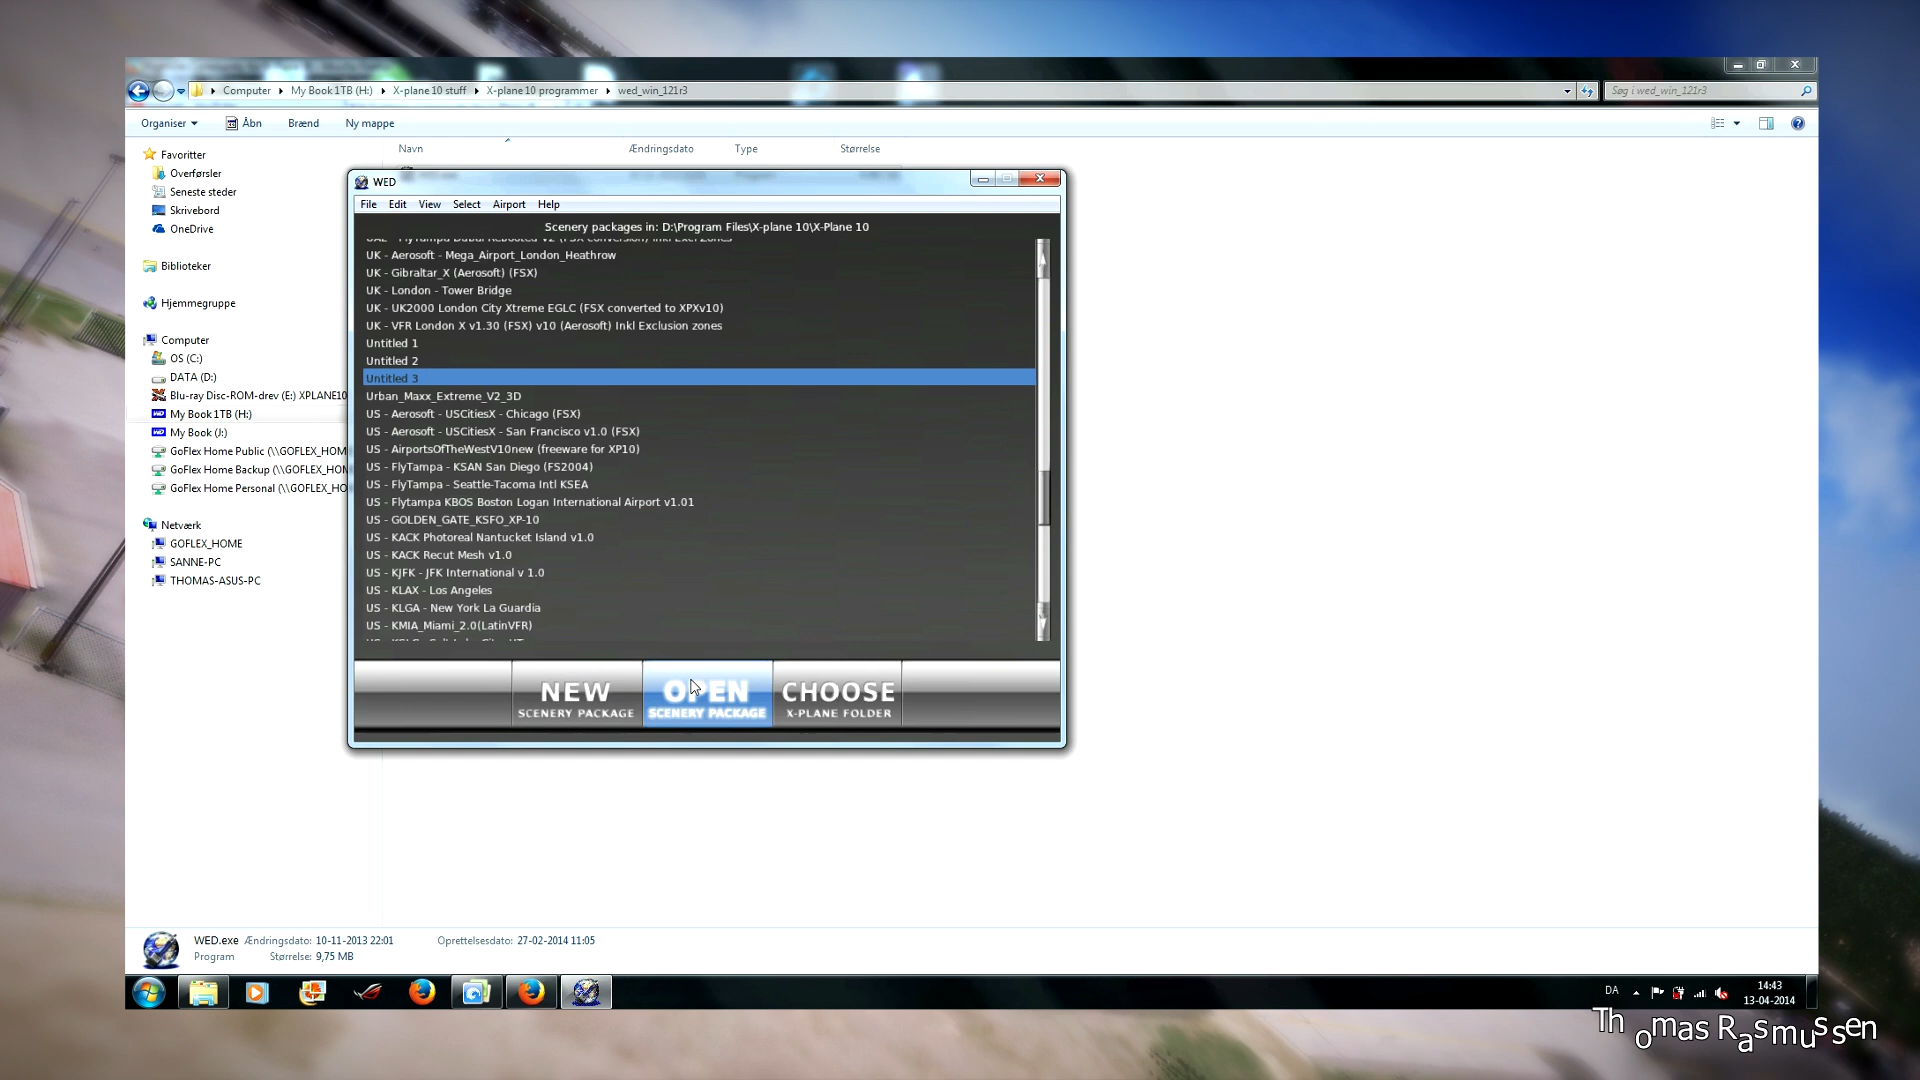 Computer ▸ My Book 1TB (H:) ▸ X-plane 10 stuff ▸ X-plane 10 programmer ▸ wed_win_121r3
Søg i wed_win_121r3
Organiser Åbn Brænd Ny mappe
Navn Ændringsdato Type Størrelse
Favoritter
Overførsler
Seneste steder
Skrivebord
OneDrive
Biblioteker
Hjemmegruppe
Computer
OS (C:)
DATA (D:)
Blu-ray Disc-ROM-drev (E:) XPLANE10
My Book 1TB (H:)
My Book (J:)
GoFlex Home Public (\\GOFLEX_HOM
GoFlex Home Backup (\\GOFLEX_HON
GoFlex Home Personal (\\GOFLEX_HO
Netværk
GOFLEX_HOME
SANNE-PC
THOMAS-ASUS-PC
WED
File Edit View Select Airport Help
Scenery packages in: D:\Program Files\X-plane 10\X-Plane 10
UAE - FlyTampa Dubai Rebooted V2 (FSX conversion) Inkl Excl Zones
UK - Aerosoft - Mega_Airport_London_Heathrow
UK - Gibraltar_X (Aerosoft) (FSX)
UK - London - Tower Bridge
UK - UK2000 London City Xtreme EGLC (FSX converted to XPXv10)
UK - VFR London X v1.30 (FSX) v10 (Aerosoft) Inkl Exclusion zones
Untitled 1
Untitled 2
Untitled 3
Urban_Maxx_Extreme_V2_3D
US - Aerosoft - USCitiesX - Chicago (FSX)
US - Aerosoft - USCitiesX - San Francisco v1.0 (FSX)
US - AirportsOfTheWestV10new (freeware for XP10)
US - FlyTampa - KSAN San Diego (FS2004)
US - FlyTampa - Seattle-Tacoma Intl KSEA
US - Flytampa KBOS Boston Logan International Airport v1.01
US - GOLDEN_GATE_KSFO_XP-10
US - KACK Photoreal Nantucket Island v1.0
US - KACK Recut Mesh v1.0
US - KJFK - JFK International v 1.0
US - KLAX - Los Angeles
US - KLGA - New York La Guardia
US - KMIA_Miami_2.0(LatinVFR)
NEW SCENERY PACKAGE
OPEN SCENERY PACKAGE
CHOOSE X-PLANE FOLDER
WED.exe Ændringsdato: 10-11-2013 22:01 Oprettelsesdato: 27-02-2014 11:05
Program Størrelse: 9,75 MB
DA
14:43
13-04-2014
Thomas Rasmussen